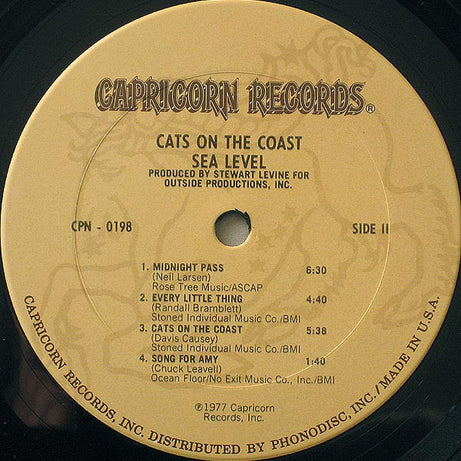 CAPRICORN RECORDS®
CATS ON THE COAST
SEA LEVEL
PRODUCED BY STEWART LEVINE FOR
OUTSIDE PRODUCTIONS, INC.
CPN - 0198
SIDE II
1. MIDNIGHT PASS 6:30
(Neil Larsen)
Rose Tree Music/ASCAP
2. EVERY LITTLE THING 4:40
(Randall Bramblett)
Stoned Individual Music Co./BMI
3. CATS ON THE COAST 5:38
(Davis Causey)
Stoned Individual Music Co./BMI
4. SONG FOR AMY 1:40
(Chuck Leavell)
Ocean Floor/No Exit Music Co., Inc./BMI
℗1977 Capricorn
Records, Inc.
CAPRICORN RECORDS, INC. DISTRIBUTED BY PHONODISC, INC./MADE IN U.S.A.